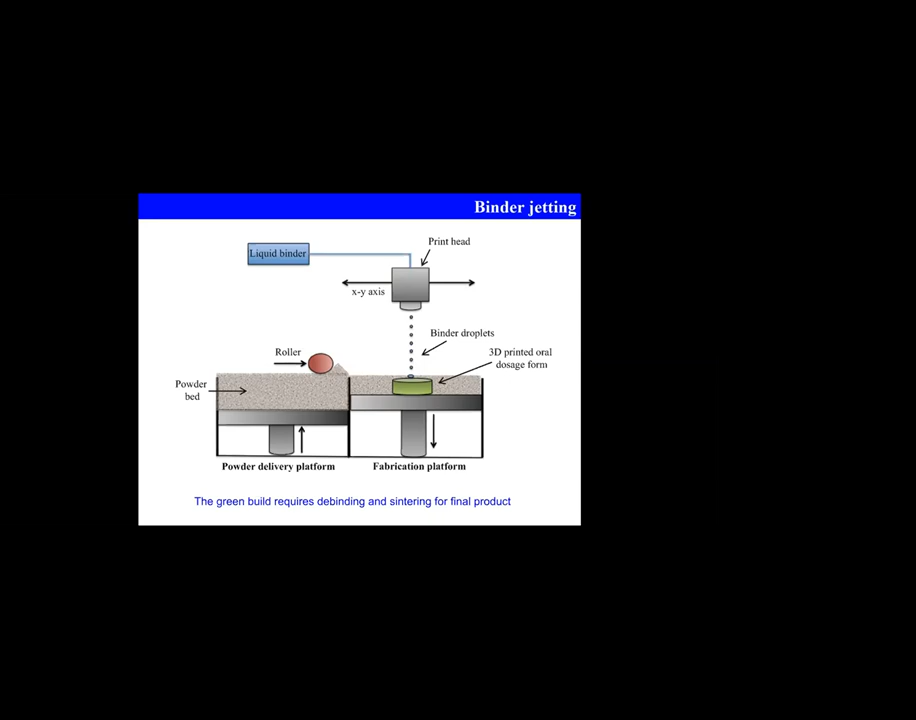 Binder jetting
Print head
Liquid binder
x-y axis
Binder droplets
Roller
3D printed oral
dosage form
Powder
bed
Powder delivery platform
Fabrication platform
The green build requires debinding and sintering for final product